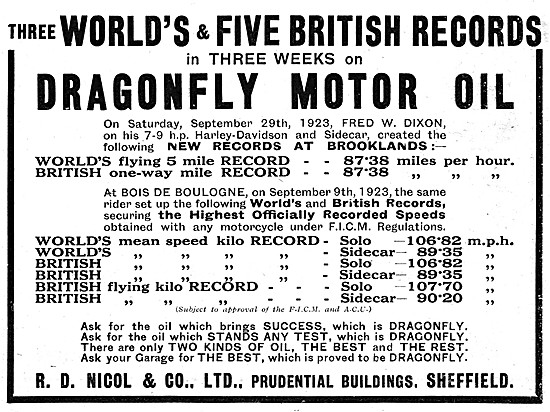 THREE WORLD'S & FIVE BRITISH RECORDS
in THREE WEEKS on
DRAGONFLY MOTOR OIL
On Saturday, September 29th, 1923, FRED W. DIXON,
on his 7-9 h.p. Harley-Davidson and Sidecar, created the
following NEW RECORDS AT BROOKLANDS:—
WORLD'S flying 5 mile RECORD - - 87·38 miles per hour.
BRITISH one-way mile RECORD - - 87·38 „ „ „
At BOIS DE BOULOGNE, on September 9th, 1923, the same
rider set up the following World's and British Records,
securing the Highest Officially Recorded Speeds
obtained with any motorcycle under F.I.C.M. Regulations.
WORLD'S mean speed kilo RECORD - Solo —106·82 m.p.h.
WORLD'S „ „ „ „ - Sidecar— 89·35 „
BRITISH „ „ „ „ - Solo —106·82 „
BRITISH „ „ „ „ - Sidecar— 89·35 „
BRITISH flying kilo RECORD - - - Solo —107·70 „
BRITISH „ „ „ - - - Sidecar— 90·20 „
(Subject to approval of the F.I.C.M. and A.C.U.)
Ask for the oil which brings SUCCESS, which is DRAGONFLY.
Ask for the oil which STANDS ANY TEST, which is DRAGONFLY.
There are only TWO KINDS OF OIL, THE BEST and THE REST.
Ask your Garage for THE BEST, which is proved to be DRAGONFLY.
R. D. NICOL & CO., LTD., PRUDENTIAL BUILDINGS, SHEFFIELD.